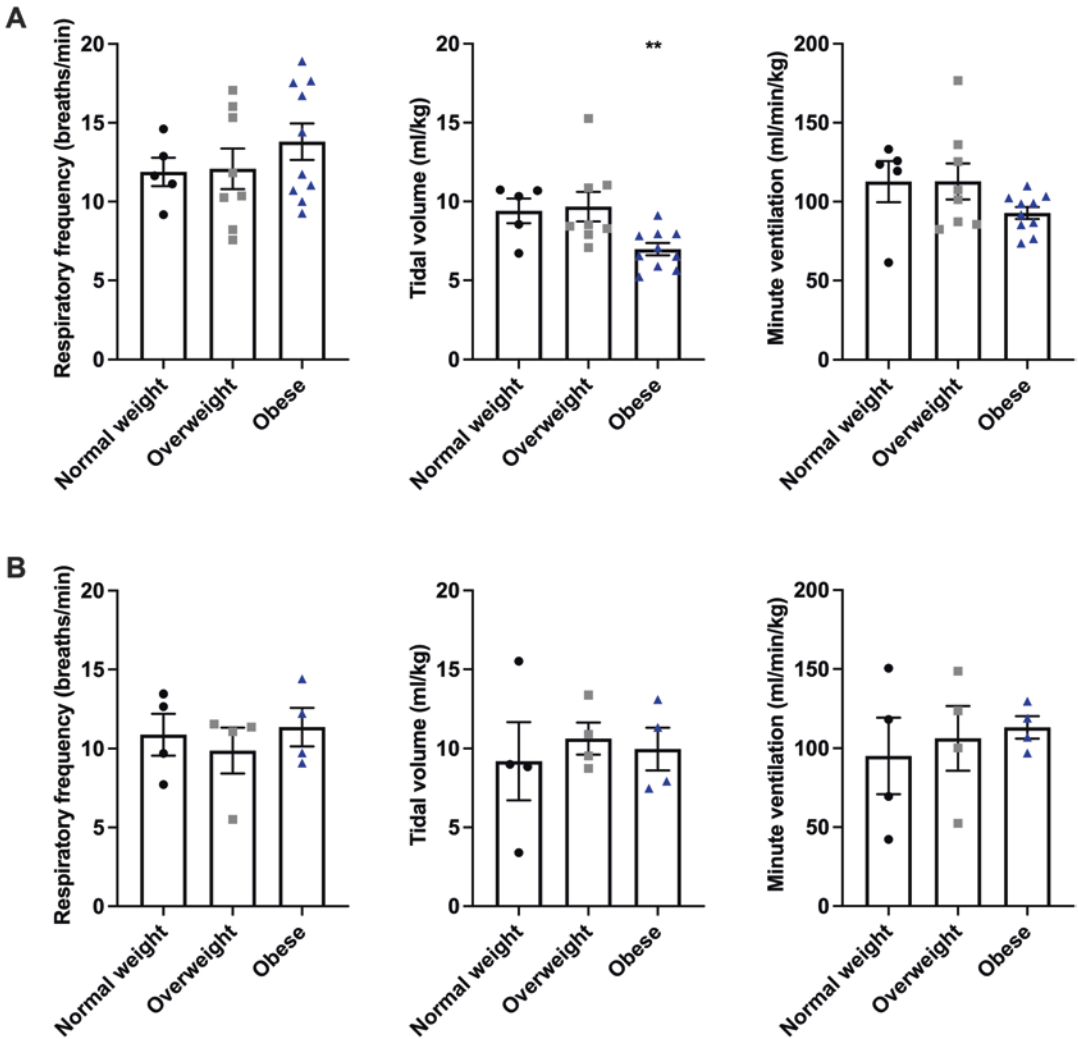 A
Respiratory frequency (breaths/min)
20
15
10
5
0
Normal weight
Overweight
Obese
Tidal volume (ml/kg)
20
15
10
5
0
**
Normal weight
Overweight
Obese
Minute ventilation (ml/min/kg)
200
150
100
50
0
Normal weight
Overweight
Obese
B
Respiratory frequency (breaths/min)
20
15
10
5
0
Normal weight
Overweight
Obese
Tidal volume (ml/kg)
20
15
10
5
0
Normal weight
Overweight
Obese
Minute ventilation (ml/min/kg)
200
150
100
50
0
Normal weight
Overweight
Obese